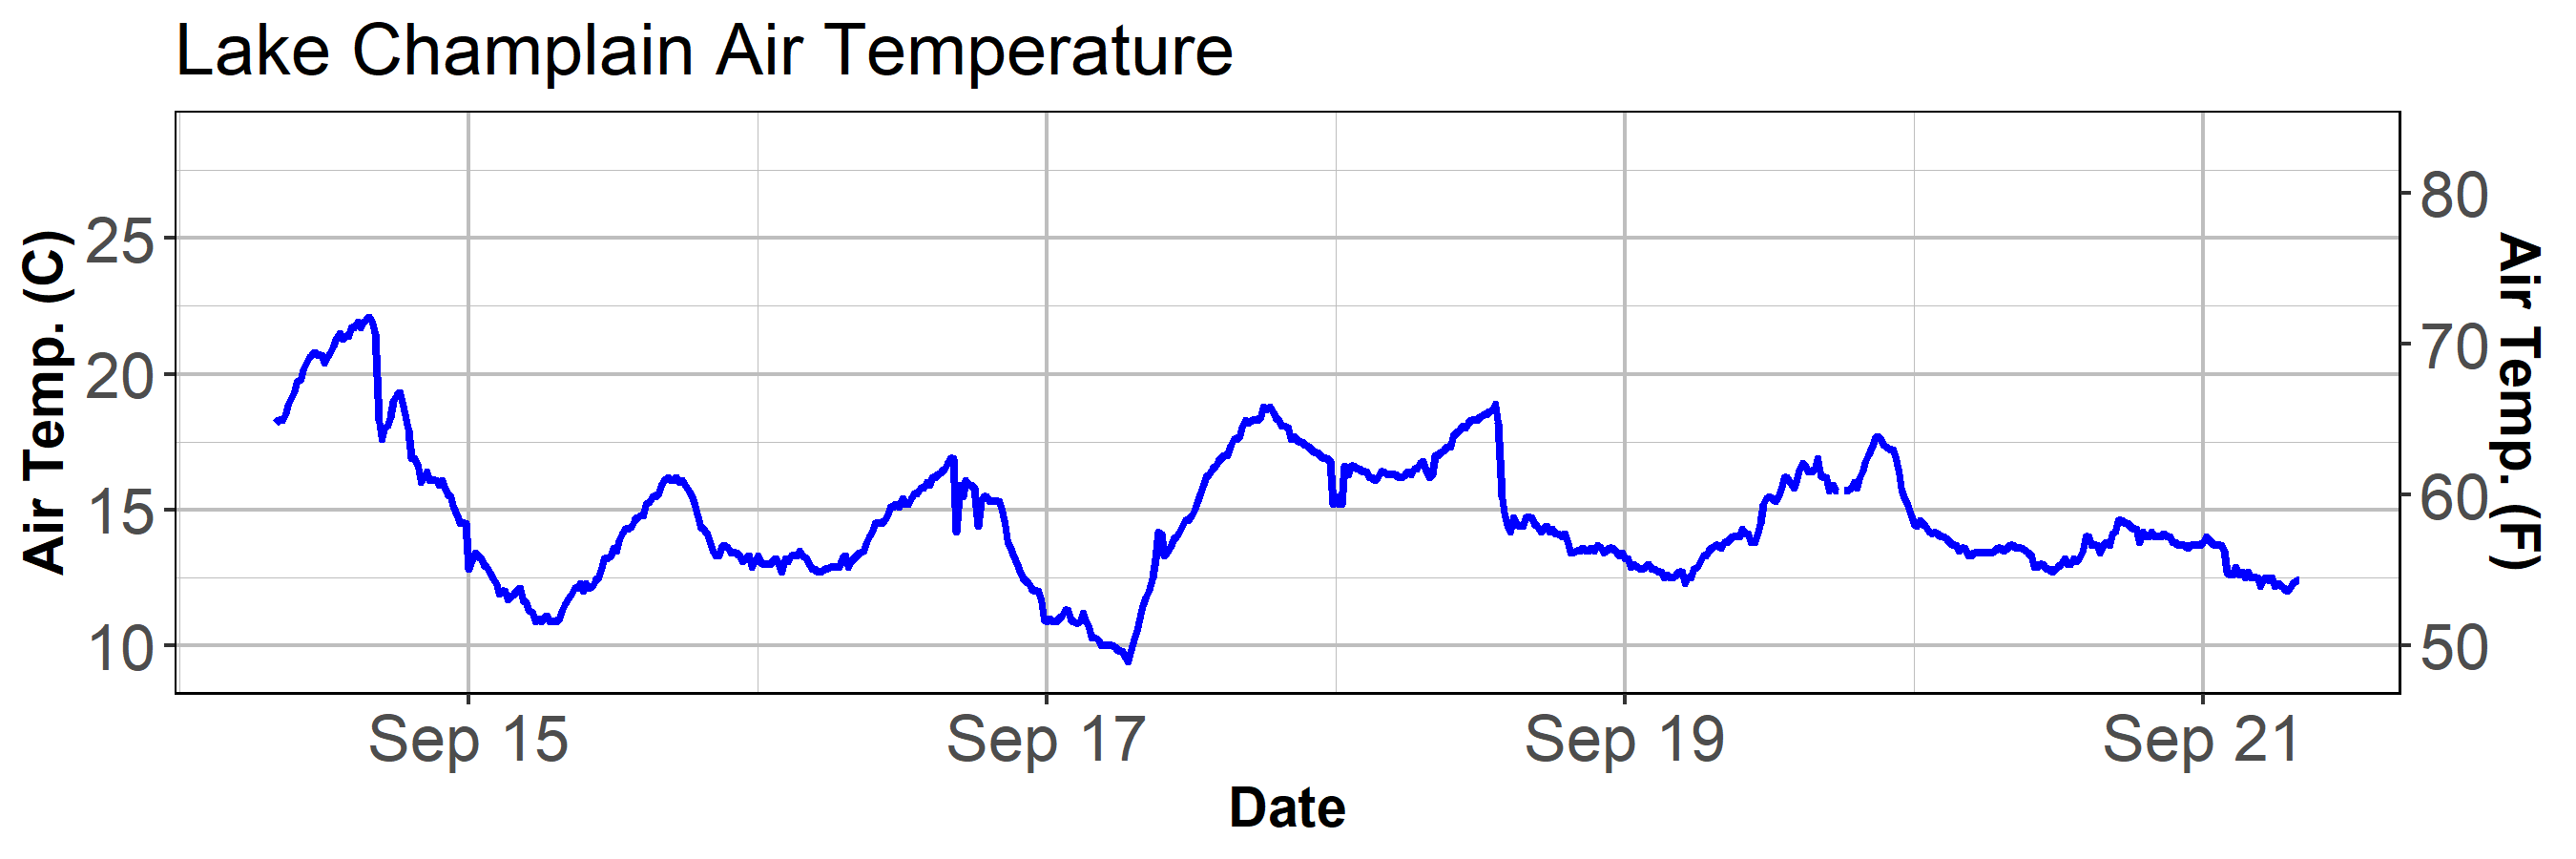 Lake Champlain Air Temperature
Air Temp. (C)
25
20
15
10
80
70
60
50
Air Temp. (F)
Sep 15
Sep 17
Sep 19
Sep 21
Date